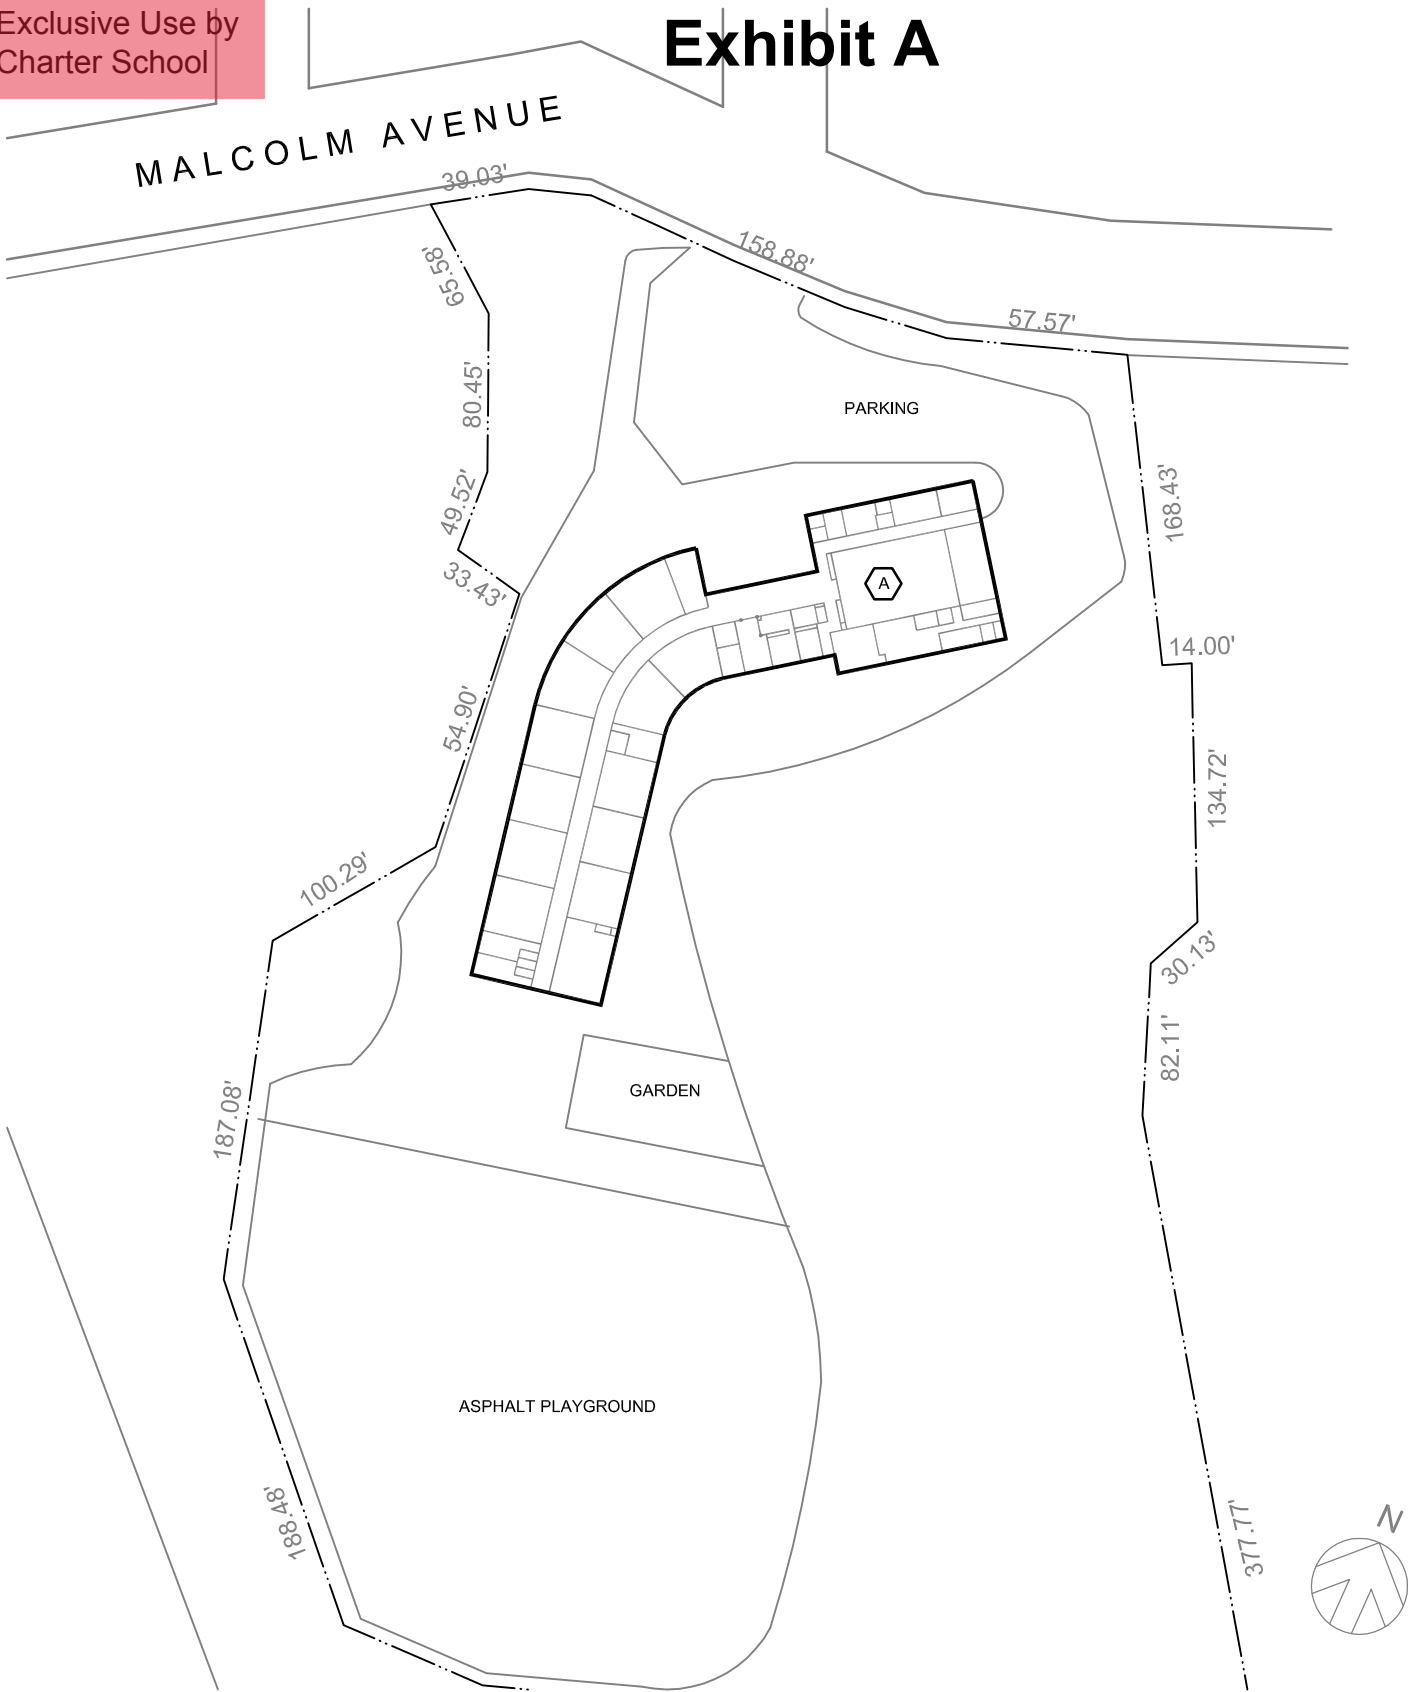 Exclusive Use by
Charter School
Exhibit A
MALCOLM AVENUE
39.03'
158.88'
65.58'
57.57'
80.45'
PARKING
49.52'
168.43'
33.43'
A
14.00'
54.90'
134.72'
100.29'
30.13'
82.11'
GARDEN
187.08'
ASPHALT PLAYGROUND
188.48'
377.77'
N